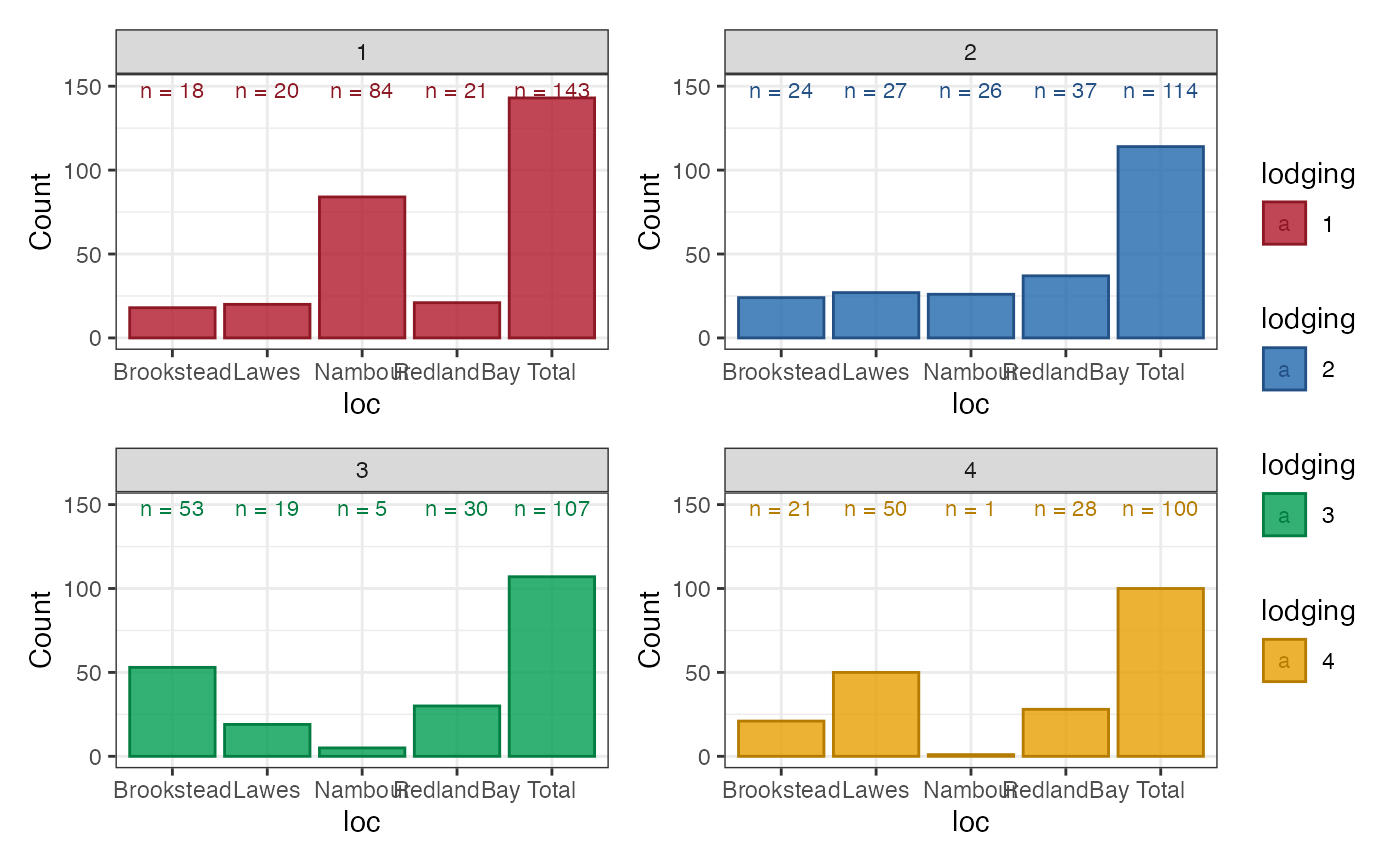 1
n = 18 n = 20 n = 84 n = 21 n = 143
150
100
50
0
Count
Brookstead Lawes Nambour RedlandBay Total
loc
2
n = 24 n = 27 n = 26 n = 37 n = 114
150
100
50
0
Count
Brookstead Lawes Nambour RedlandBay Total
loc
3
n = 53 n = 19 n = 5 n = 30 n = 107
150
100
50
0
Count
Brookstead Lawes Nambour RedlandBay Total
loc
4
n = 21 n = 50 n = 1 n = 28 n = 100
150
100
50
0
Count
Brookstead Lawes Nambour RedlandBay Total
loc
lodging
a 1
lodging
a 2
lodging
a 3
lodging
a 4